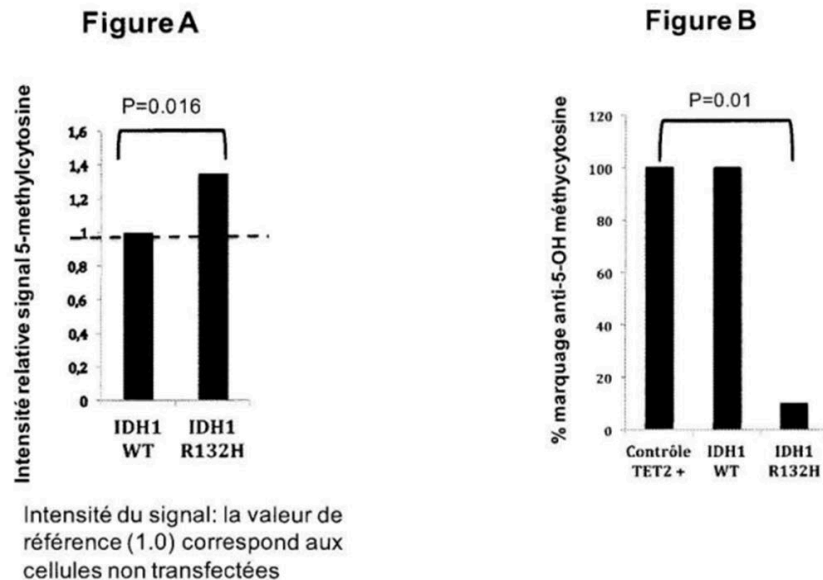 Figure A
P=0.016
Intensité relative signal 5-methylcytosine
1,6
1,4
1,2
1
0,8
0,6
0,4
0,2
0
IDH1
WT
IDH1
R132H
Intensité du signal: la valeur de
référence (1.0) correspond aux
cellules non transfectées
Figure B
P=0.01
% marquage anti-5-OH méthycytosine
120
100
80
60
40
20
10
0
Contrôle
TET2 +
IDH1
WT
IDH1
R132H